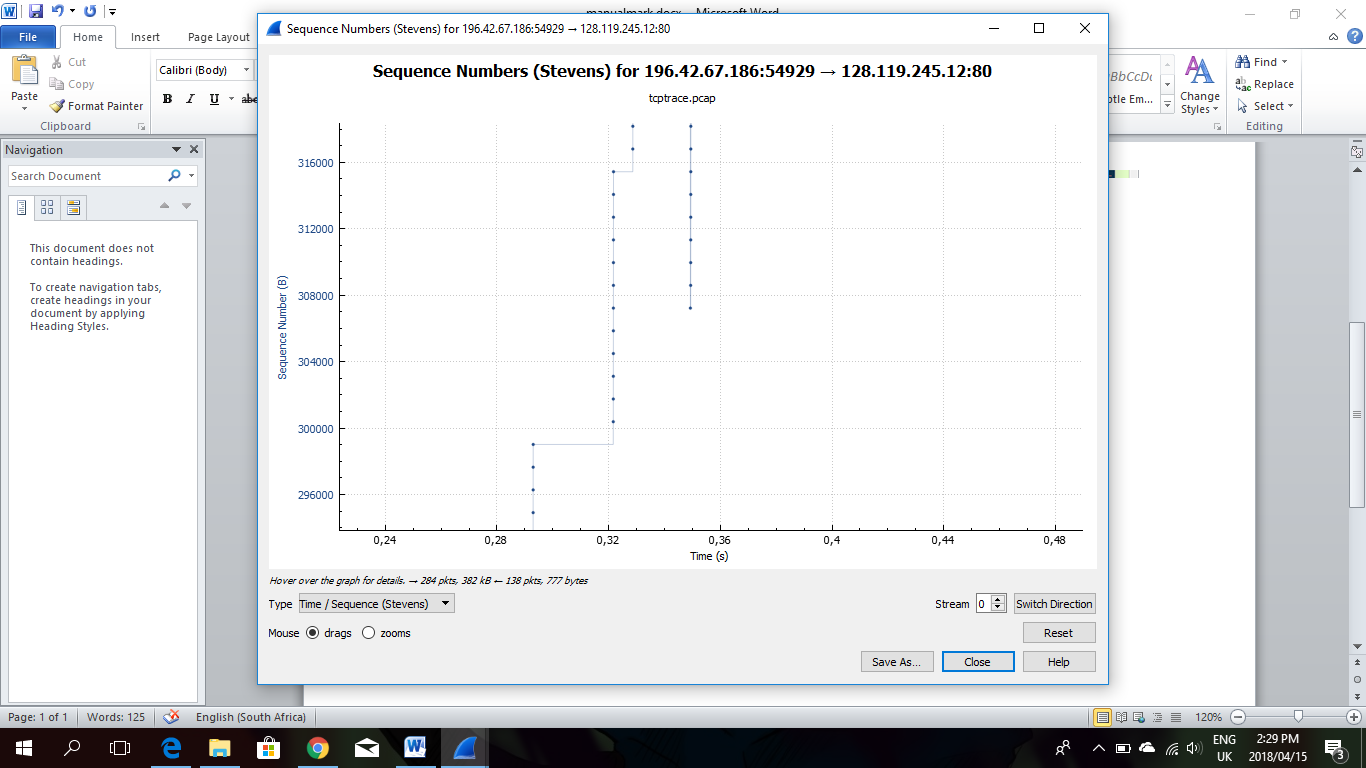 manualmark.docx - Microsoft Word
File Home Insert Page Layout
Cut
Copy
Format Painter
Paste
Clipboard
Calibri (Body)
B I U abc
BbCcDc
tle Em...
Change
Styles
Find
Replace
Select
Editing
Navigation
Search Document
This document does not
contain headings.
To create navigation tabs,
create headings in your
document by applying
Heading Styles.
Sequence Numbers (Stevens) for 196.42.67.186:54929 → 128.119.245.12:80
Sequence Numbers (Stevens) for 196.42.67.186:54929 → 128.119.245.12:80
tcptrace.pcap
Sequence Number (B)
316000
312000
308000
304000
300000
296000
0,24 0,28 0,32 0,36 0,4 0,44 0,48
Time (s)
Hover over the graph for details. → 284 pkts, 382 kB ← 138 pkts, 777 bytes
Type Time / Sequence (Stevens) Stream 0 Switch Direction
Mouse drags zooms Reset
Save As... Close Help
Page: 1 of 1 Words: 125 English (South Africa) 120%
ENG
UK
2:29 PM
2018/04/15
3